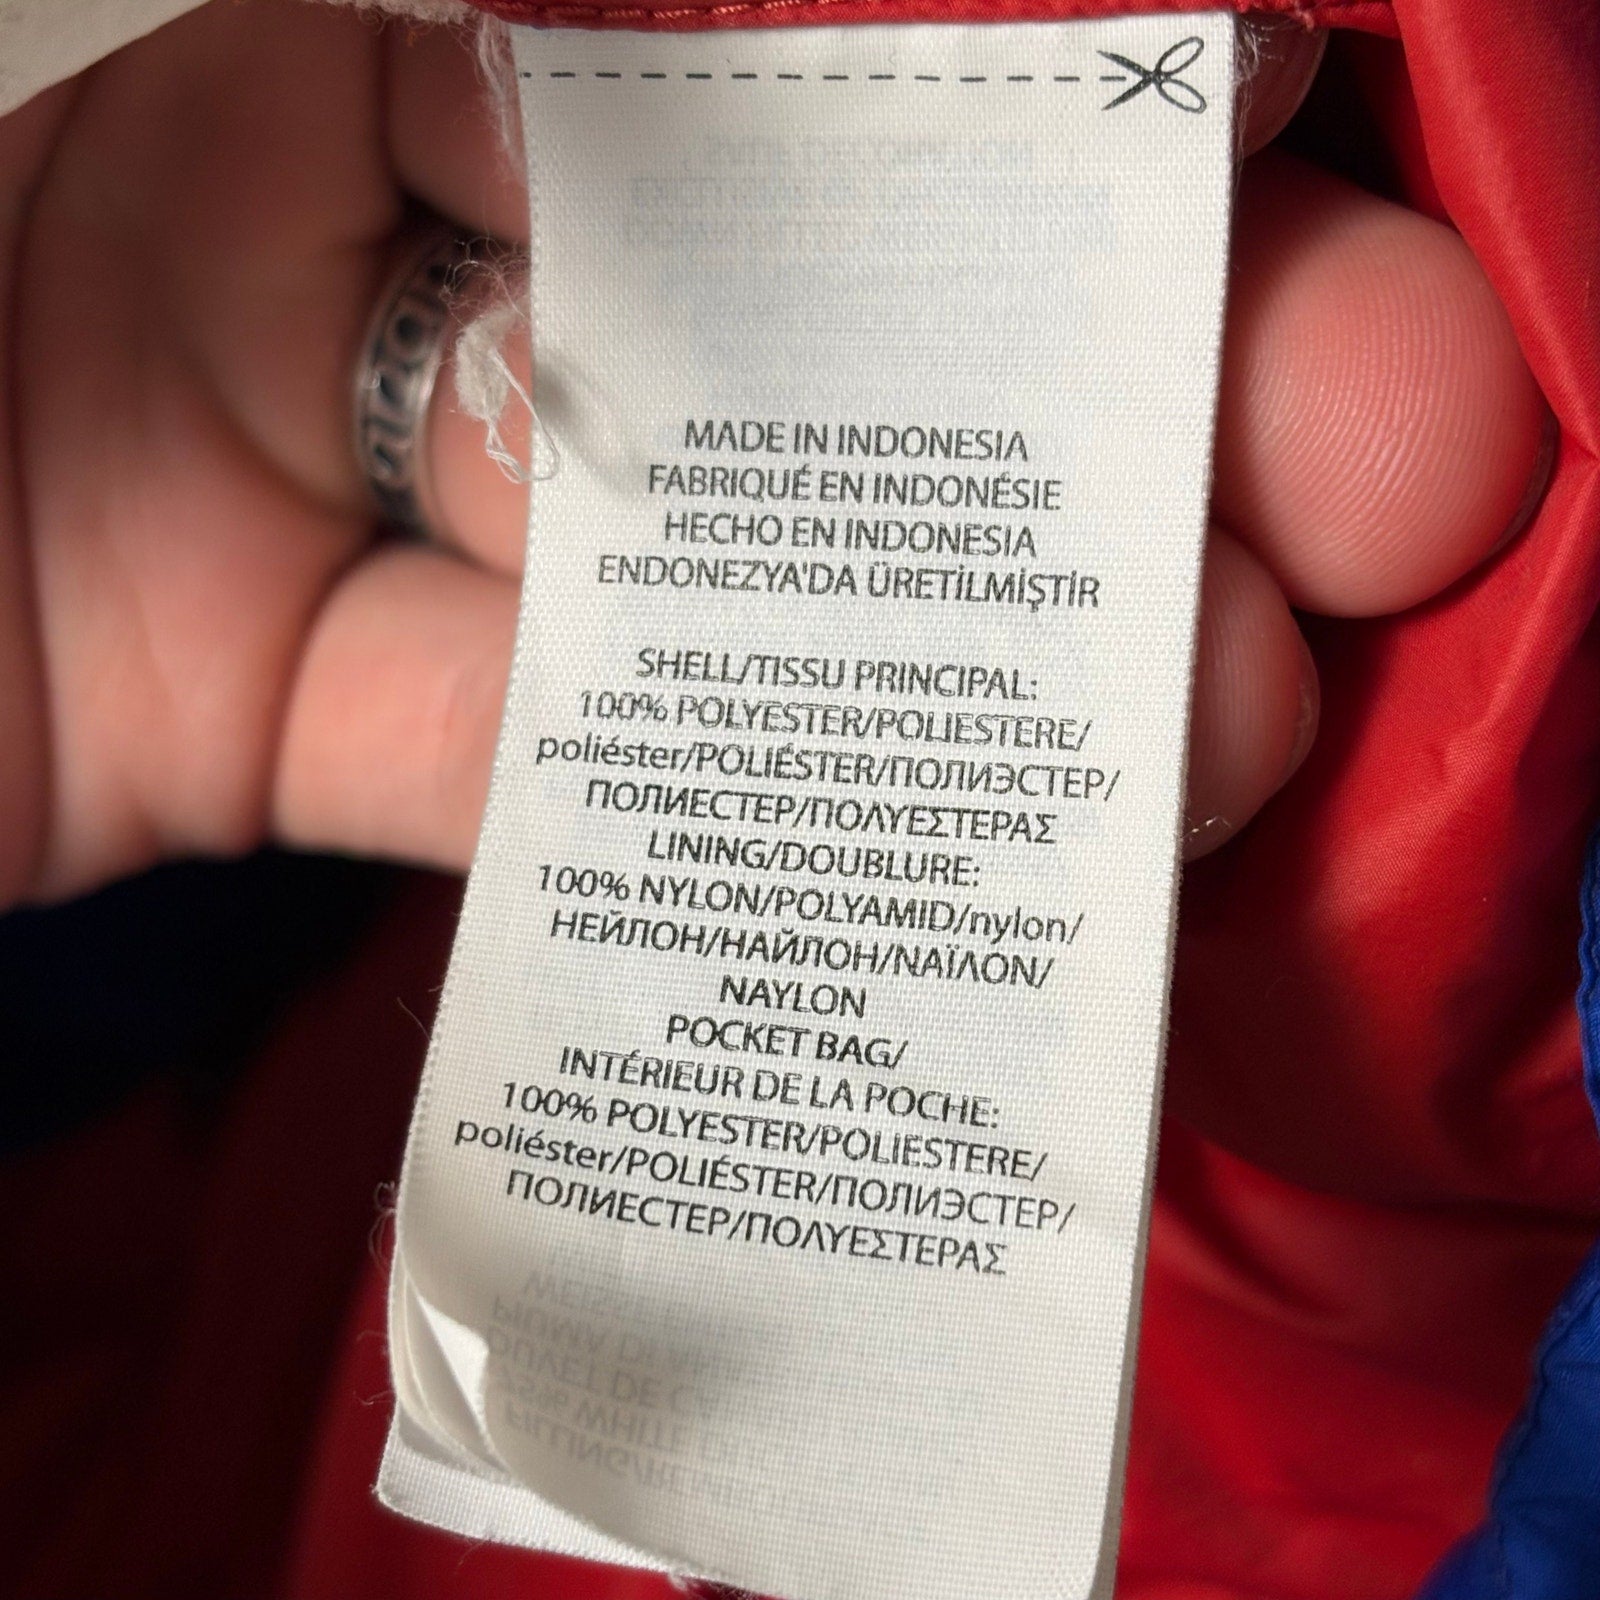 MADE IN INDONESIA
FABRIQUÉ EN INDONÉSIE
HECHO EN INDONESIA
ENDONEZYA'DA ÜRETİLMİŞTİR
SHELL/TISSU PRINCIPAL:
100% POLYESTER/POLIESTERE/
poliéster/POLIÉSTER/ПОЛИЭСТЕР/
ПОЛИЕСТЕР/ΠΟΛΥΕΣΤΕΡΑΣ
LINING/DOUBLURE:
100% NYLON/POLYAMID/nylon/
НЕЙЛОН/НАЙЛОН/ΝΑΪΛΟΝ/
NAYLON
POCKET BAG/
INTÉRIEUR DE LA POCHE:
100% POLYESTER/POLIESTERE/
poliéster/POLIÉSTER/ПОЛИЭСТЕР/
ПОЛИЕСТЕР/ΠΟΛΥΕΣΤΕΡΑΣ